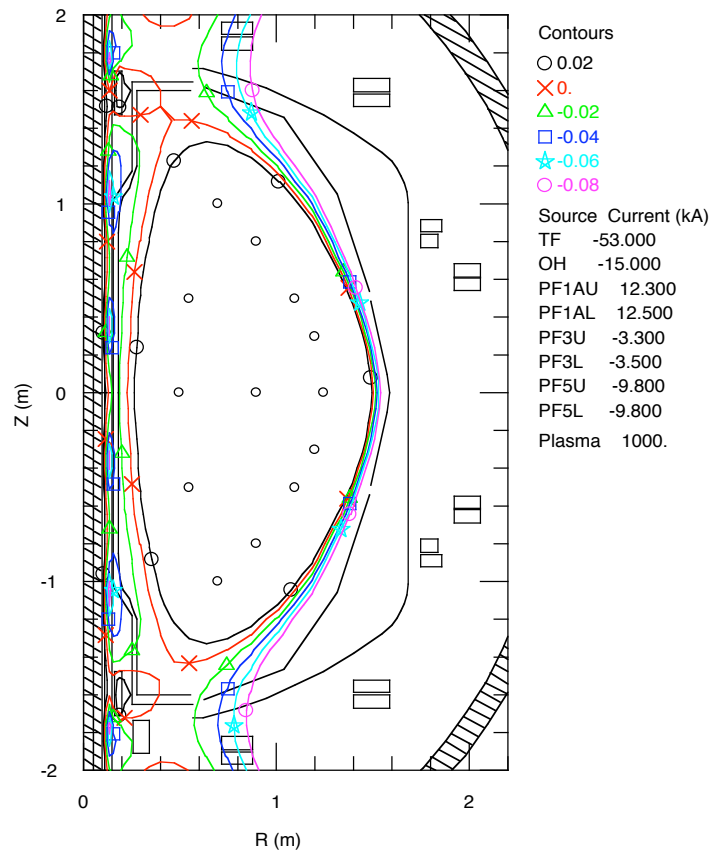 2
1
0
-1
-2
0
1
2
Z (m)
R (m)
Contours
0.02
0.
-0.02
-0.04
-0.06
-0.08
Source Current (kA)
TF -53.000
OH -15.000
PF1AU 12.300
PF1AL 12.500
PF3U -3.300
PF3L -3.500
PF5U -9.800
PF5L -9.800
Plasma 1000.